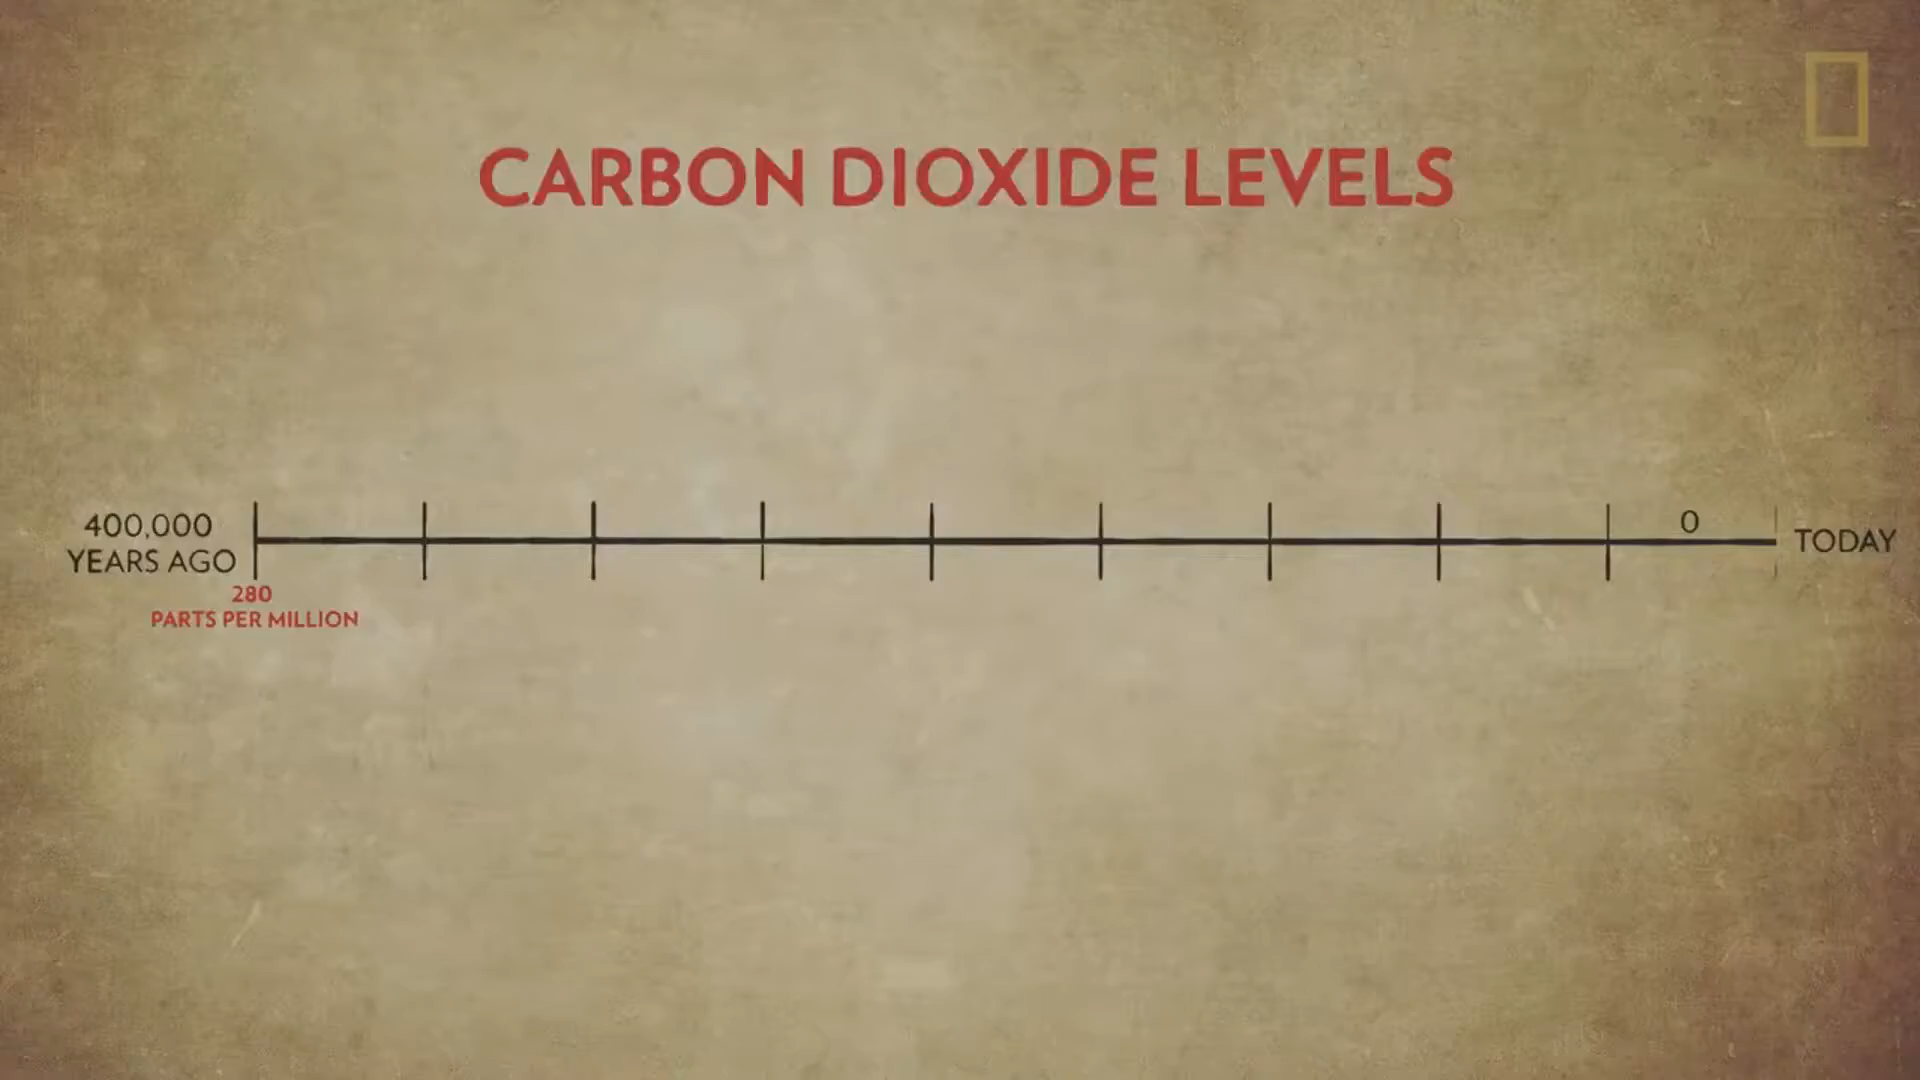 CARBON DIOXIDE LEVELS
400,000
YEARS AGO
0
TODAY
280
PARTS PER MILLION